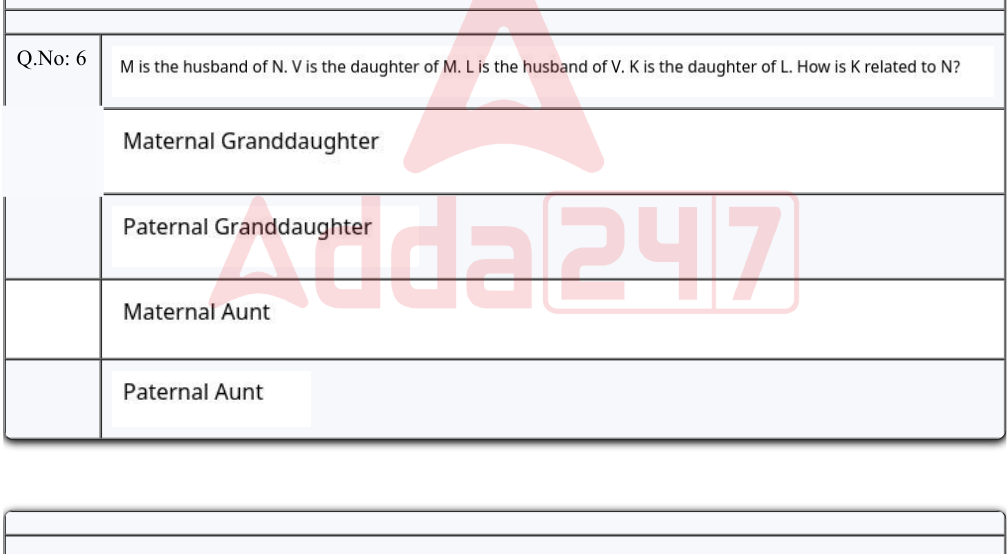 Q.No: 6
M is the husband of N. V is the daughter of M. L is the husband of V. K is the daughter of L. How is K related to N?
Maternal Granddaughter
Paternal Granddaughter
Adda247
Maternal Aunt
Paternal Aunt